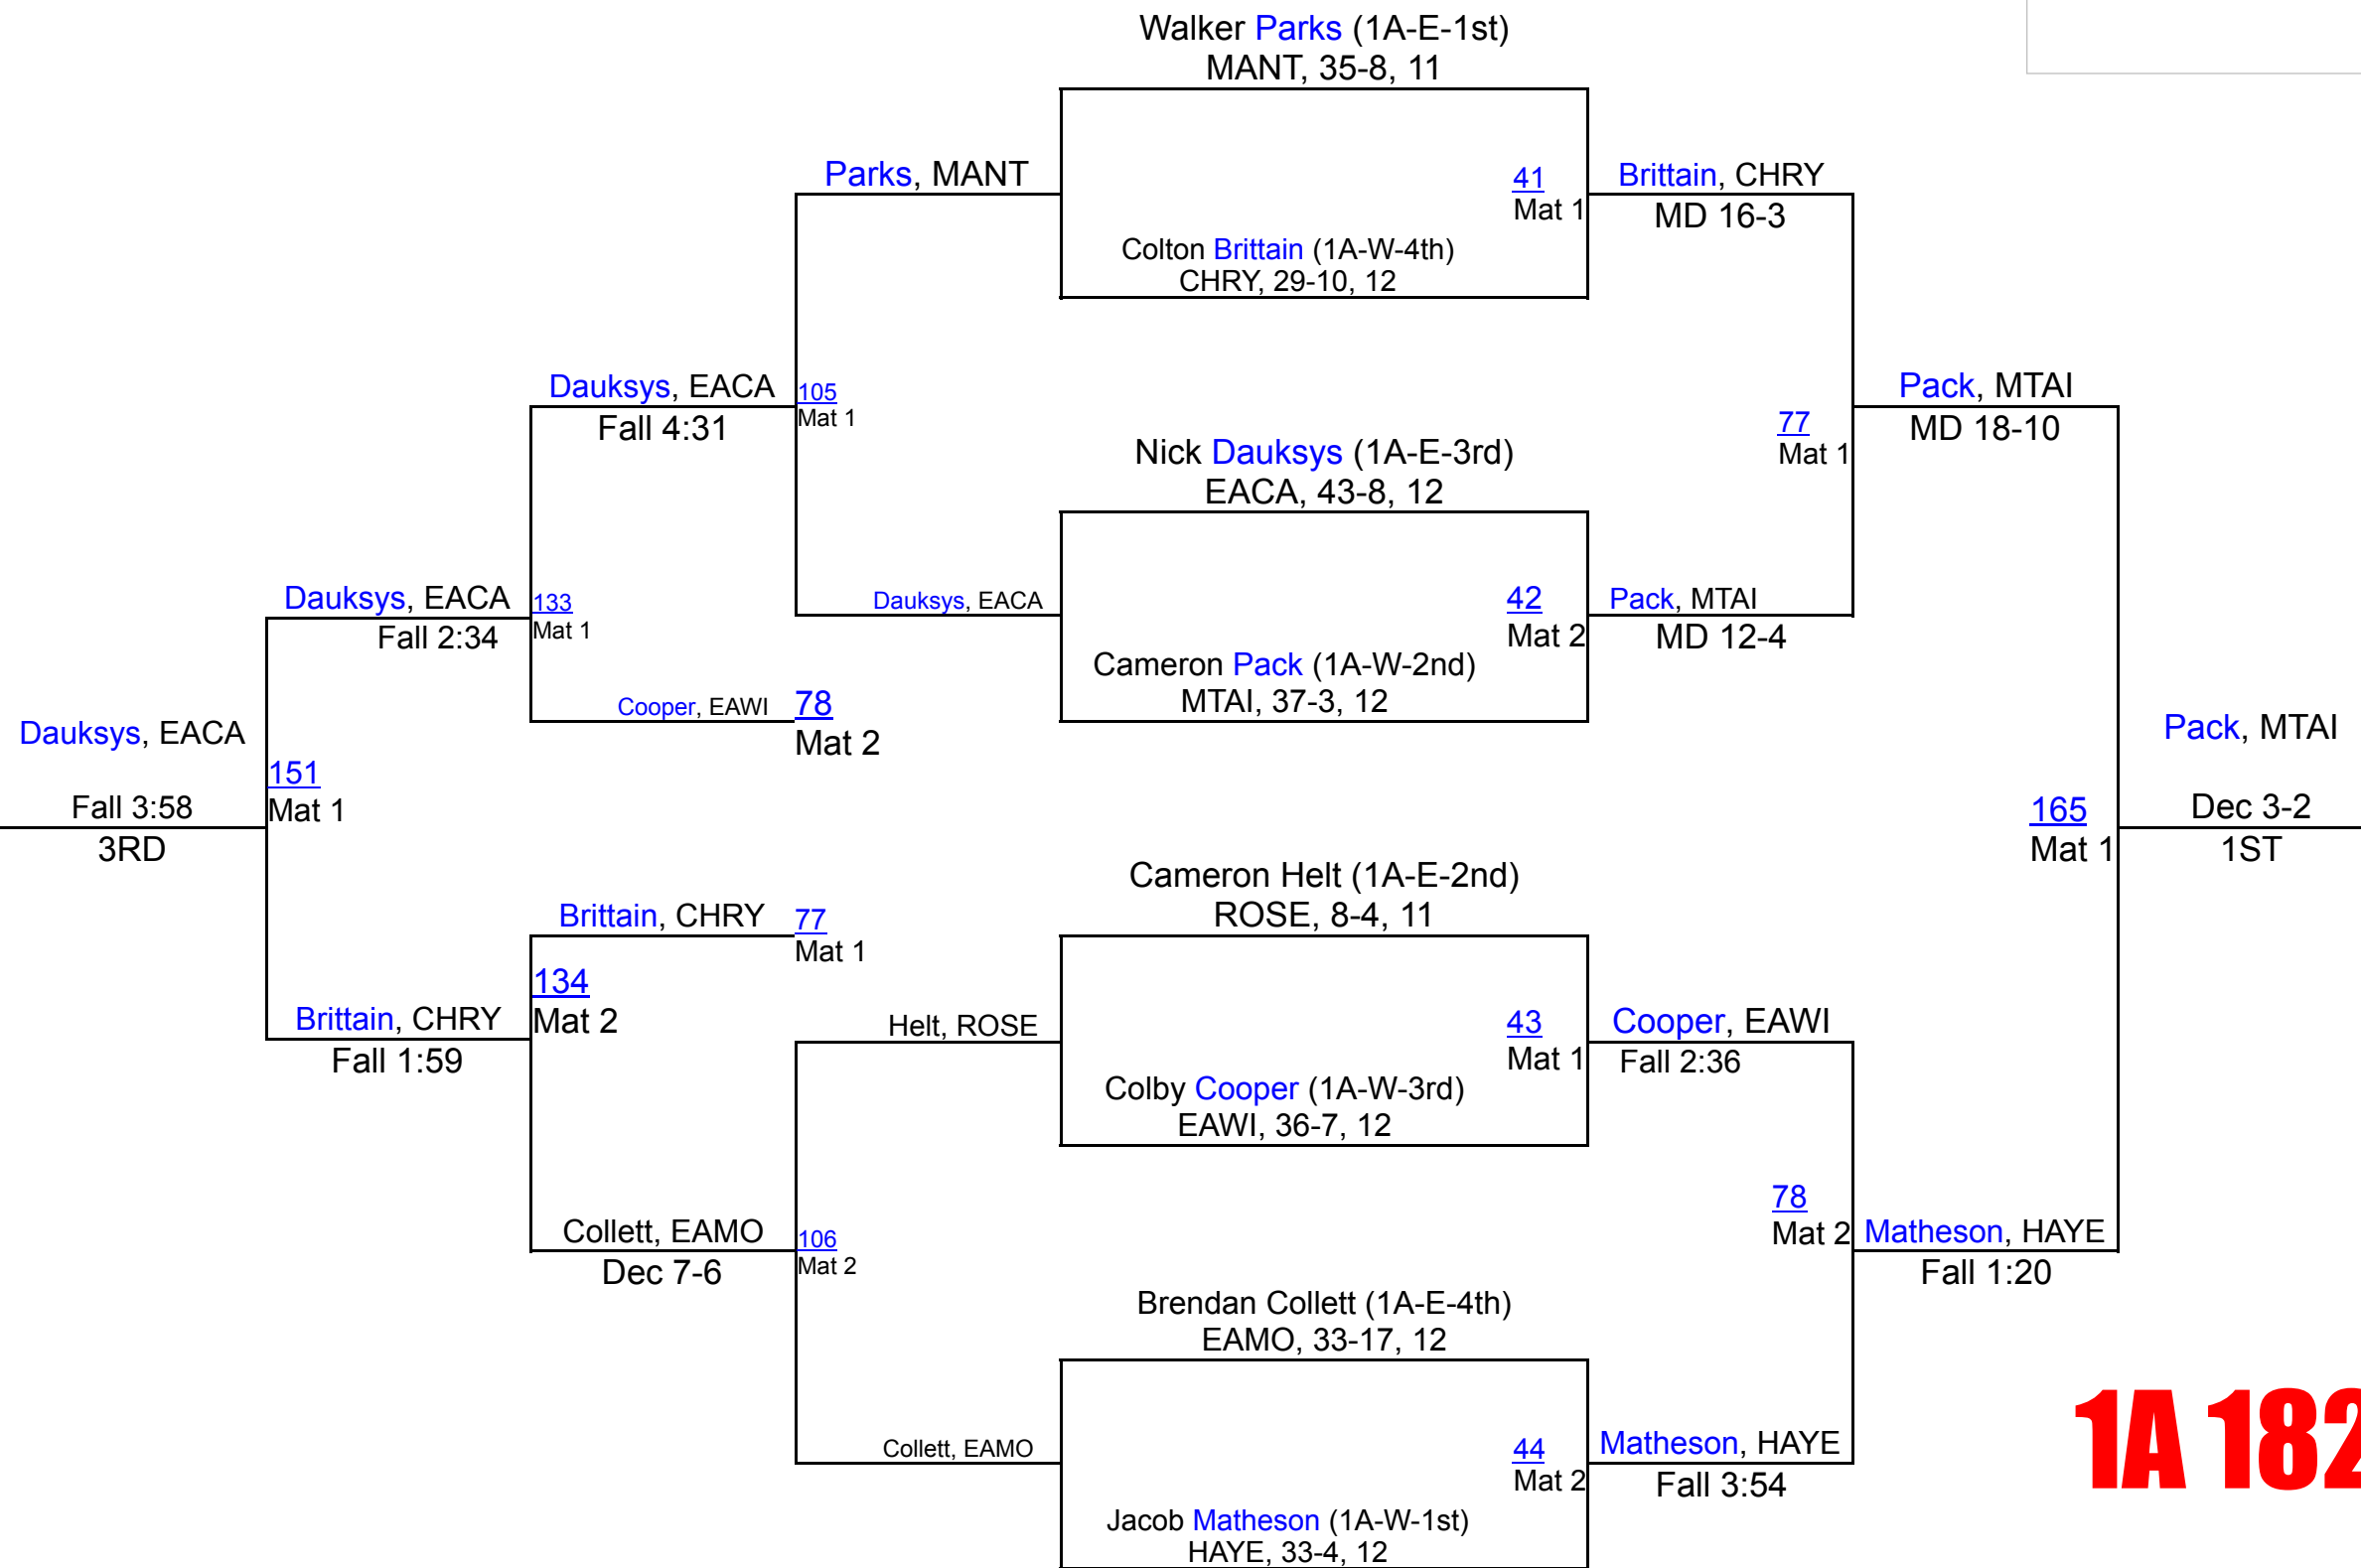 Walker Parks (1A-E-1st)
MANT, 35-8, 11
Parks, MANT
41
Mat 1
Brittain, CHRY
MD 16-3
Colton Brittain (1A-W-4th)
CHRY, 29-10, 12
Dauksys, EACA
Fall 4:31
105
Mat 1
Pack, MTAI
MD 18-10
77
Mat 1
Nick Dauksys (1A-E-3rd)
EACA, 43-8, 12
Dauksys, EACA
Fall 2:34
133
Mat 1
Dauksys, EACA
42
Mat 2
Pack, MTAI
MD 12-4
Cameron Pack (1A-W-2nd)
MTAI, 37-3, 12
Cooper, EAWI
78
Mat 2
Dauksys, EACA
Fall 3:58
3RD
151
Mat 1
Pack, MTAI
Dec 3-2
1ST
165
Mat 1
Cameron Helt (1A-E-2nd)
ROSE, 8-4, 11
Brittain, CHRY
77
Mat 1
134
Mat 2
Brittain, CHRY
Fall 1:59
Helt, ROSE
43
Mat 1
Cooper, EAWI
Fall 2:36
Colby Cooper (1A-W-3rd)
EAWI, 36-7, 12
Collett, EAMO
Dec 7-6
106
Mat 2
78
Mat 2
Matheson, HAYE
Fall 1:20
Brendan Collett (1A-E-4th)
EAMO, 33-17, 12
Collett, EAMO
44
Mat 2
Matheson, HAYE
Fall 3:54
Jacob Matheson (1A-W-1st)
HAYE, 33-4, 12
1A 182